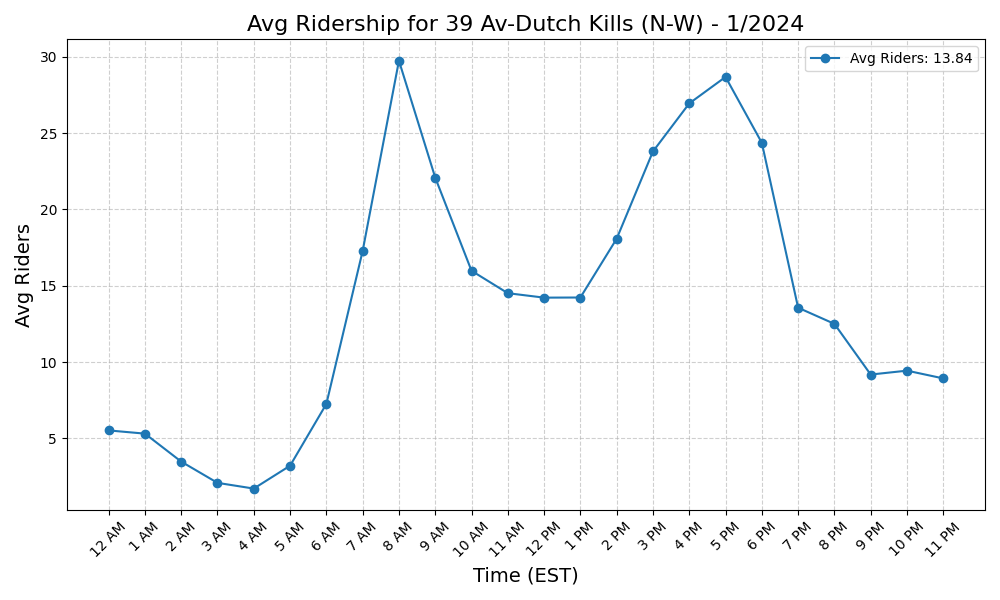 Avg Ridership for 39 Av-Dutch Kills (N-W) - 1/2024
Avg Riders: 13.84
Avg Riders
30
25
20
15
10
5
12 AM
1 AM
2 AM
3 AM
4 AM
5 AM
6 AM
7 AM
8 AM
9 AM
10 AM
11 AM
12 PM
1 PM
2 PM
3 PM
4 PM
5 PM
6 PM
7 PM
8 PM
9 PM
10 PM
11 PM
Time (EST)